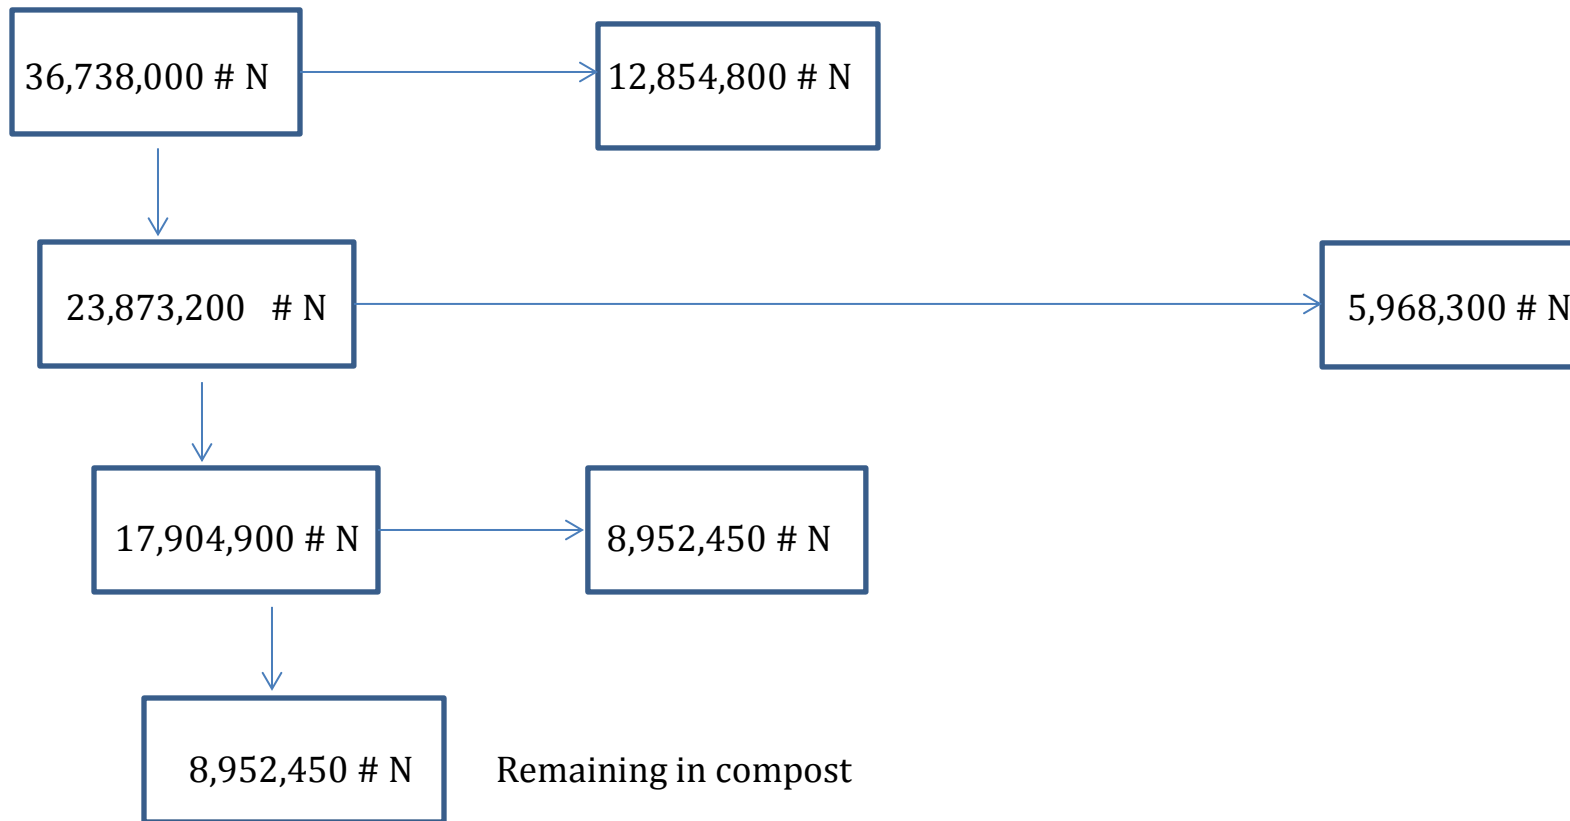 36,738,000 # N
12,854,800 # N
23,873,200 # N
5,968,300 # N
17,904,900 # N
8,952,450 # N
8,952,450 # N
Remaining in compost